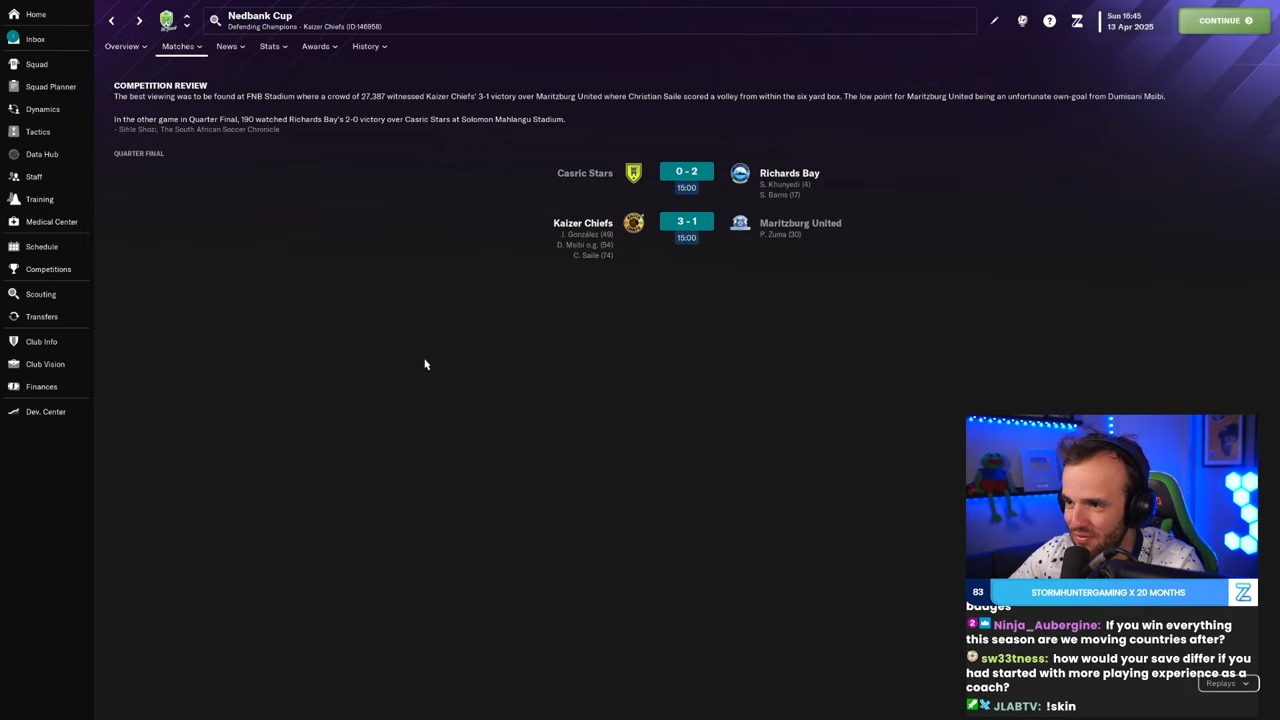 Home
Inbox
Squad
Squad Planner
Dynamics
Tactics
Data Hub
Staff
Training
Medical Center
Schedule
Competitions
Scouting
Transfers
Club Info
Club Vision
Finances
Dev. Center
Nedbank Cup
Defending Champions - Kaizer Chiefs (ID:146958)
Sun 16:45
13 Apr 2025
CONTINUE
Overview
Matches
News
Stats
Awards
History
COMPETITION REVIEW
The best viewing was to be found at FNB Stadium where a crowd of 27,387 witnessed Kaizer Chiefs' 3-1 victory over Maritzburg United where Christian Saile scored a volley from within the six yard box. The low point for Maritzburg United being an unfortunate own-goal from Dumisani Msibi.
In the other game in Quarter Final, 190 watched Richards Bay's 2-0 victory over Casric Stars at Solomon Mahlangu Stadium.
- Sihle Shozi, The South African Soccer Chronicle
QUARTER FINAL
Casric Stars 0 - 2 Richards Bay
15:00
S. Khunyedi (4)
S. Barns (17)
Kaizer Chiefs 3 - 1 Maritzburg United
J. González (49)
D. Msibi o.g. (54)
C. Saile (74)
15:00
P. Zuma (30)
83 STORMHUNTERGAMING X 20 MONTHS
badges
2 Ninja_Aubergine: If you win everything
this season are we moving countries after?
sw33tness: how would your save differ if you
had started with more playing experience as a
coach?
Replays
JLABTV: !skin